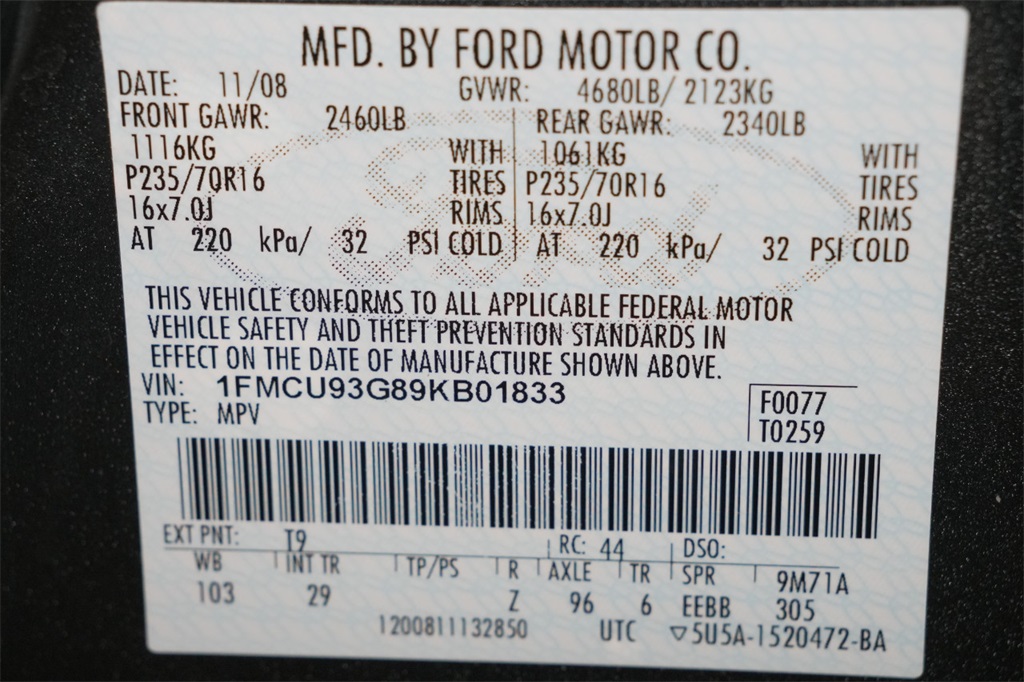 MFD. BY FORD MOTOR CO.
DATE: 11/08 GVWR: 4680LB/ 2123KG
FRONT GAWR: 2460LB REAR GAWR: 2340LB
1116KG WITH 1061KG WITH
P235/70R16 TIRES P235/70R16 TIRES
16x7.0J RIMS 16x7.0J RIMS
AT 220 kPa/ 32 PSI COLD AT 220 kPa/ 32 PSI COLD
THIS VEHICLE CONFORMS TO ALL APPLICABLE FEDERAL MOTOR
VEHICLE SAFETY AND THEFT PREVENTION STANDARDS IN
EFFECT ON THE DATE OF MANUFACTURE SHOWN ABOVE.
VIN: 1FMCU93G89KB01833
TYPE: MPV
F0077
T0259
EXT PNT: T9 RC: 44 DSO:
WB INT TR TP/PS R AXLE TR SPR 9M71A
103 29 Z 96 6 EEBB 305
1200811132850 UTC ▽5U5A-1520472-BA